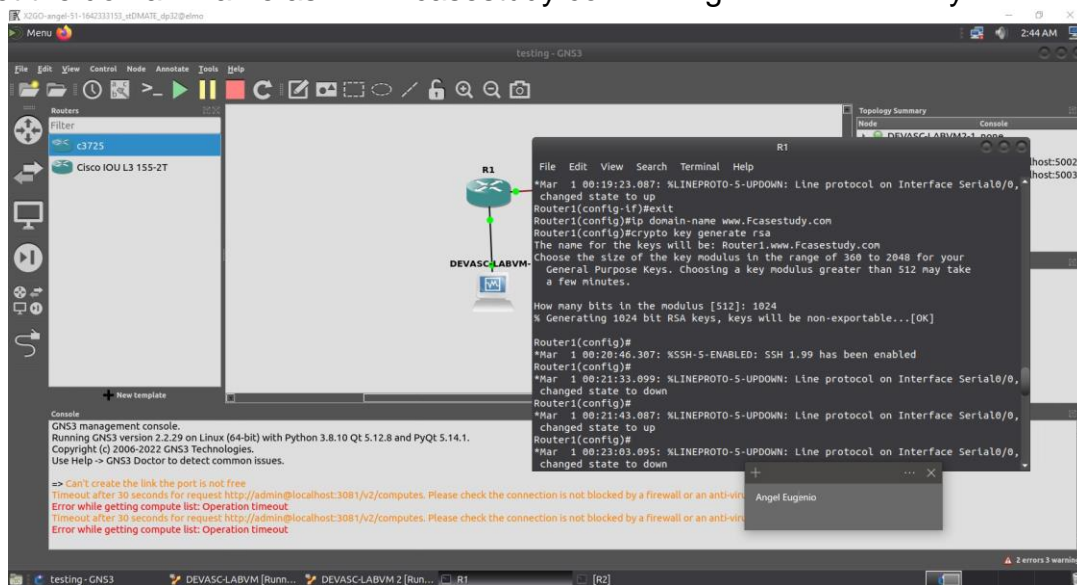 X2GO-angel-51-1642333153_stDMATE_dp32@elmo
Menu
2:44 AM
testing - GNS3
File Edit View Control Node Annotate Tools Help
Routers
Filter
c3725
Cisco IOU L3 155-2T
New template
R1
DEVASC-LABVM-
Topology Summary
Node Console
DEVASC-LABVM2-1 none
lhost:5002
lhost:5003
R1
File Edit View Search Terminal Help
*Mar 1 00:19:23.087: %LINEPROTO-5-UPDOWN: Line protocol on Interface Serial0/0,
changed state to up
Router1(config-if)#exit
Router1(config)#ip domain-name www.Fcasestudy.com
Router1(config)#crypto key generate rsa
The name for the keys will be: Router1.www.Fcasestudy.com
Choose the size of the key modulus in the range of 360 to 2048 for your
General Purpose Keys. Choosing a key modulus greater than 512 may take
a few minutes.
How many bits in the modulus [512]: 1024
% Generating 1024 bit RSA keys, keys will be non-exportable...[OK]
Router1(config)#
*Mar 1 00:20:46.307: %SSH-5-ENABLED: SSH 1.99 has been enabled
Router1(config)#
*Mar 1 00:21:33.099: %LINEPROTO-5-UPDOWN: Line protocol on Interface Serial0/0,
changed state to down
Router1(config)#
*Mar 1 00:21:43.087: %LINEPROTO-5-UPDOWN: Line protocol on Interface Serial0/0,
changed state to up
Router1(config)#
*Mar 1 00:23:03.095: %LINEPROTO-5-UPDOWN: Line protocol on Interface Serial0/0,
changed state to down
Angel Eugenio
Console
GNS3 management console.
Running GNS3 version 2.2.29 on Linux (64-bit) with Python 3.8.10 Qt 5.12.8 and PyQt 5.14.1.
Copyright (c) 2006-2022 GNS3 Technologies.
Use Help -> GNS3 Doctor to detect common issues.
=> Can't create the link the port is not free
Timeout after 30 seconds for request http://admin@localhost:3081/v2/computes. Please check the connection is not blocked by a firewall or an anti-viru
Error while getting compute list: Operation timeout
Timeout after 30 seconds for request http://admin@localhost:3081/v2/computes. Please check the connection is not blocked by a firewall or an anti-viru
Error while getting compute list: Operation timeout
2 errors 3 warning
testing - GNS3
DEVASC-LABVM [Runn...
DEVASC-LABVM 2 [Run...
R1
[R2]